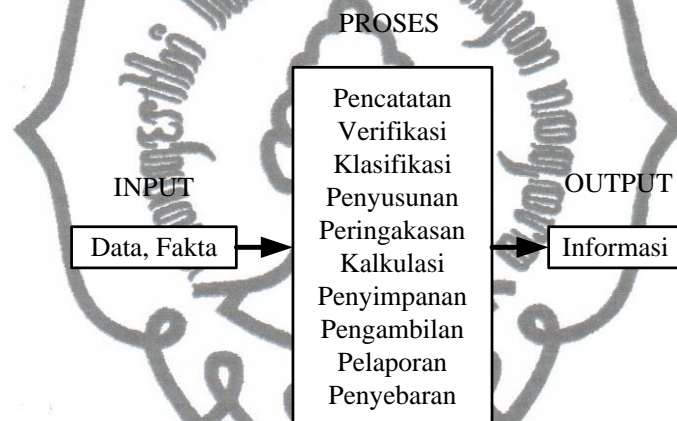 PROSES
Pencatatan
Verifikasi
Klasifikasi
Penyusunan
Peringakasan
Kalkulasi
Penyimpanan
Pengambilan
Pelaporan
Penyebaran
INPUT
Data, Fakta
OUTPUT
Informasi